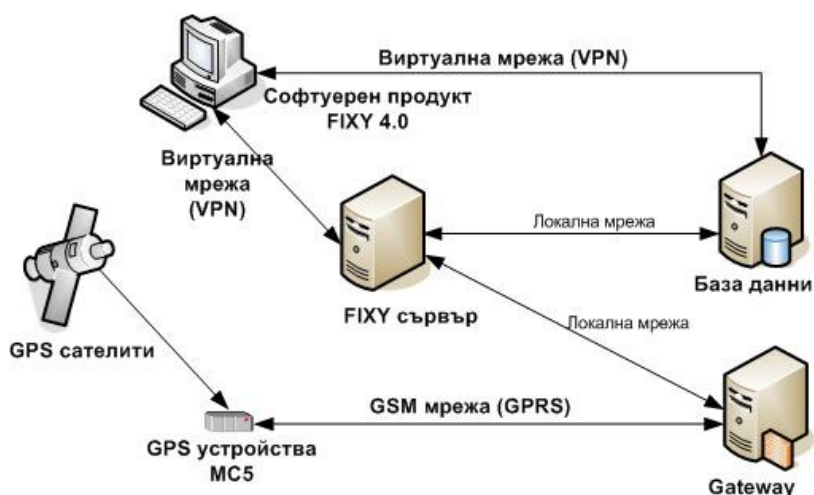 Виртуална мрежа (VPN)
Софтуерен продукт
FIXY 4.0
Виртуална
мрежа
(VPN)
Локална мрежа
База данни
FIXY сървър
Локална мрежа
GPS сателити
GSM мрежа (GPRS)
GPS устройства
MC5
Gateway